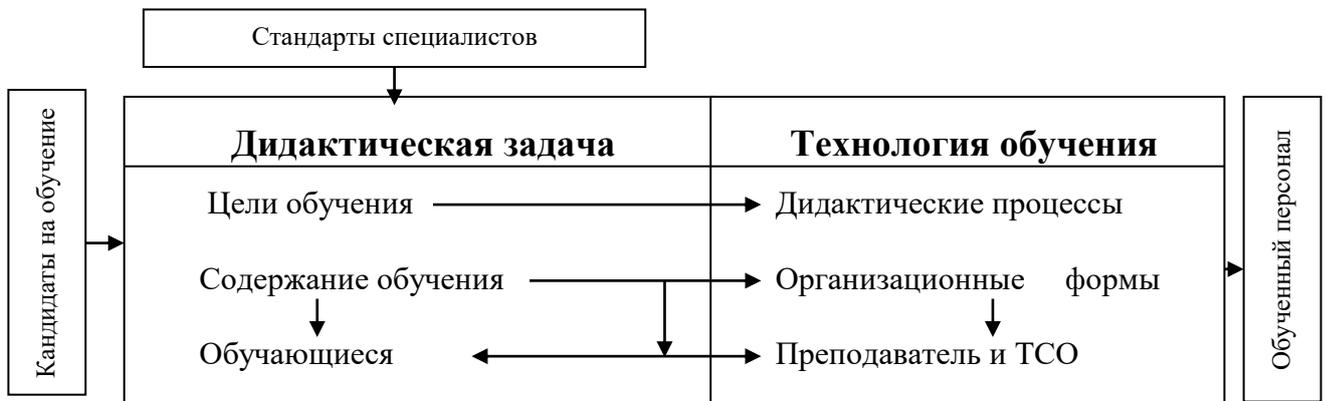 Стандарты специалистов
Кандидаты на обучение
Дидактическая задача
Технология обучения
Цели обучения
Дидактические процессы
Содержание обучения
Организационные формы
Обучающиеся
Преподаватель и ТСО
Обученный персонал